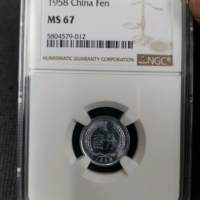 1958 China Fen
MS 67
5804579-012
NUMISMATIC GUARANTY CORPORATION
NGC